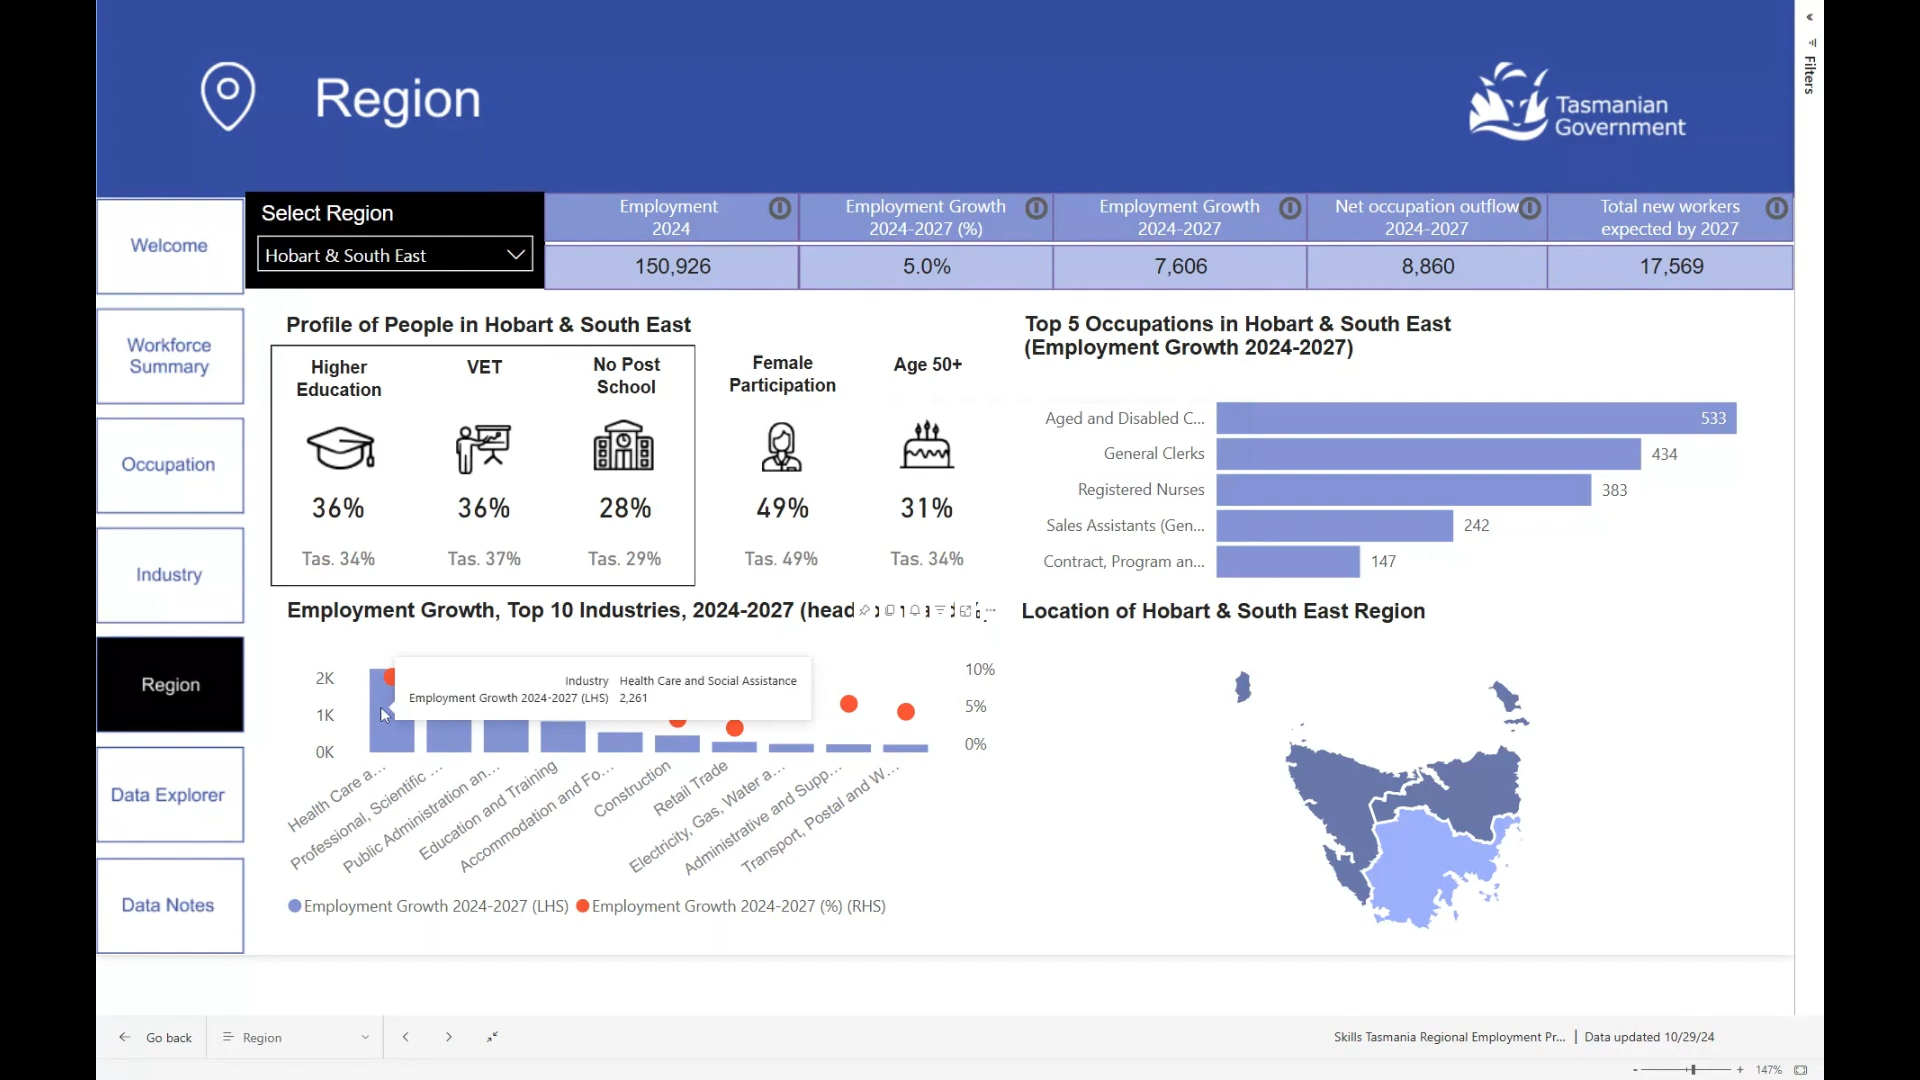 Region
Tasmanian
Government
Filters
Select Region
Hobart & South East
Employment
2024
150,926
Employment Growth
2024-2027 (%)
5.0%
Employment Growth
2024-2027
7,606
Net occupation outflow
2024-2027
8,860
Total new workers
expected by 2027
17,569
Welcome
Workforce
Summary
Occupation
Industry
Region
Data Explorer
Data Notes
Profile of People in Hobart & South East
Higher
Education
36%
Tas. 34%
VET
36%
Tas. 37%
No Post
School
28%
Tas. 29%
Female
Participation
49%
Tas. 49%
Age 50+
31%
Tas. 34%
Top 5 Occupations in Hobart & South East
(Employment Growth 2024-2027)
Aged and Disabled C... 533
General Clerks 434
Registered Nurses 383
Sales Assistants (Gen... 242
Contract, Program an... 147
Employment Growth, Top 10 Industries, 2024-2027 (head
2K
1K
0K
Industry Health Care and Social Assistance
Employment Growth 2024-2027 (LHS) 2,261
10%
5%
0%
Health Care a...
Professional, Scientific ...
Public Administration an...
Education and Training
Accommodation and Fo...
Construction
Retail Trade
Electricity, Gas, Water a...
Administrative and Supp...
Transport, Postal and W...
Employment Growth 2024-2027 (LHS) Employment Growth 2024-2027 (%) (RHS)
Location of Hobart & South East Region
Go back
Region
Skills Tasmania Regional Employment Pr... | Data updated 10/29/24
- + 147%